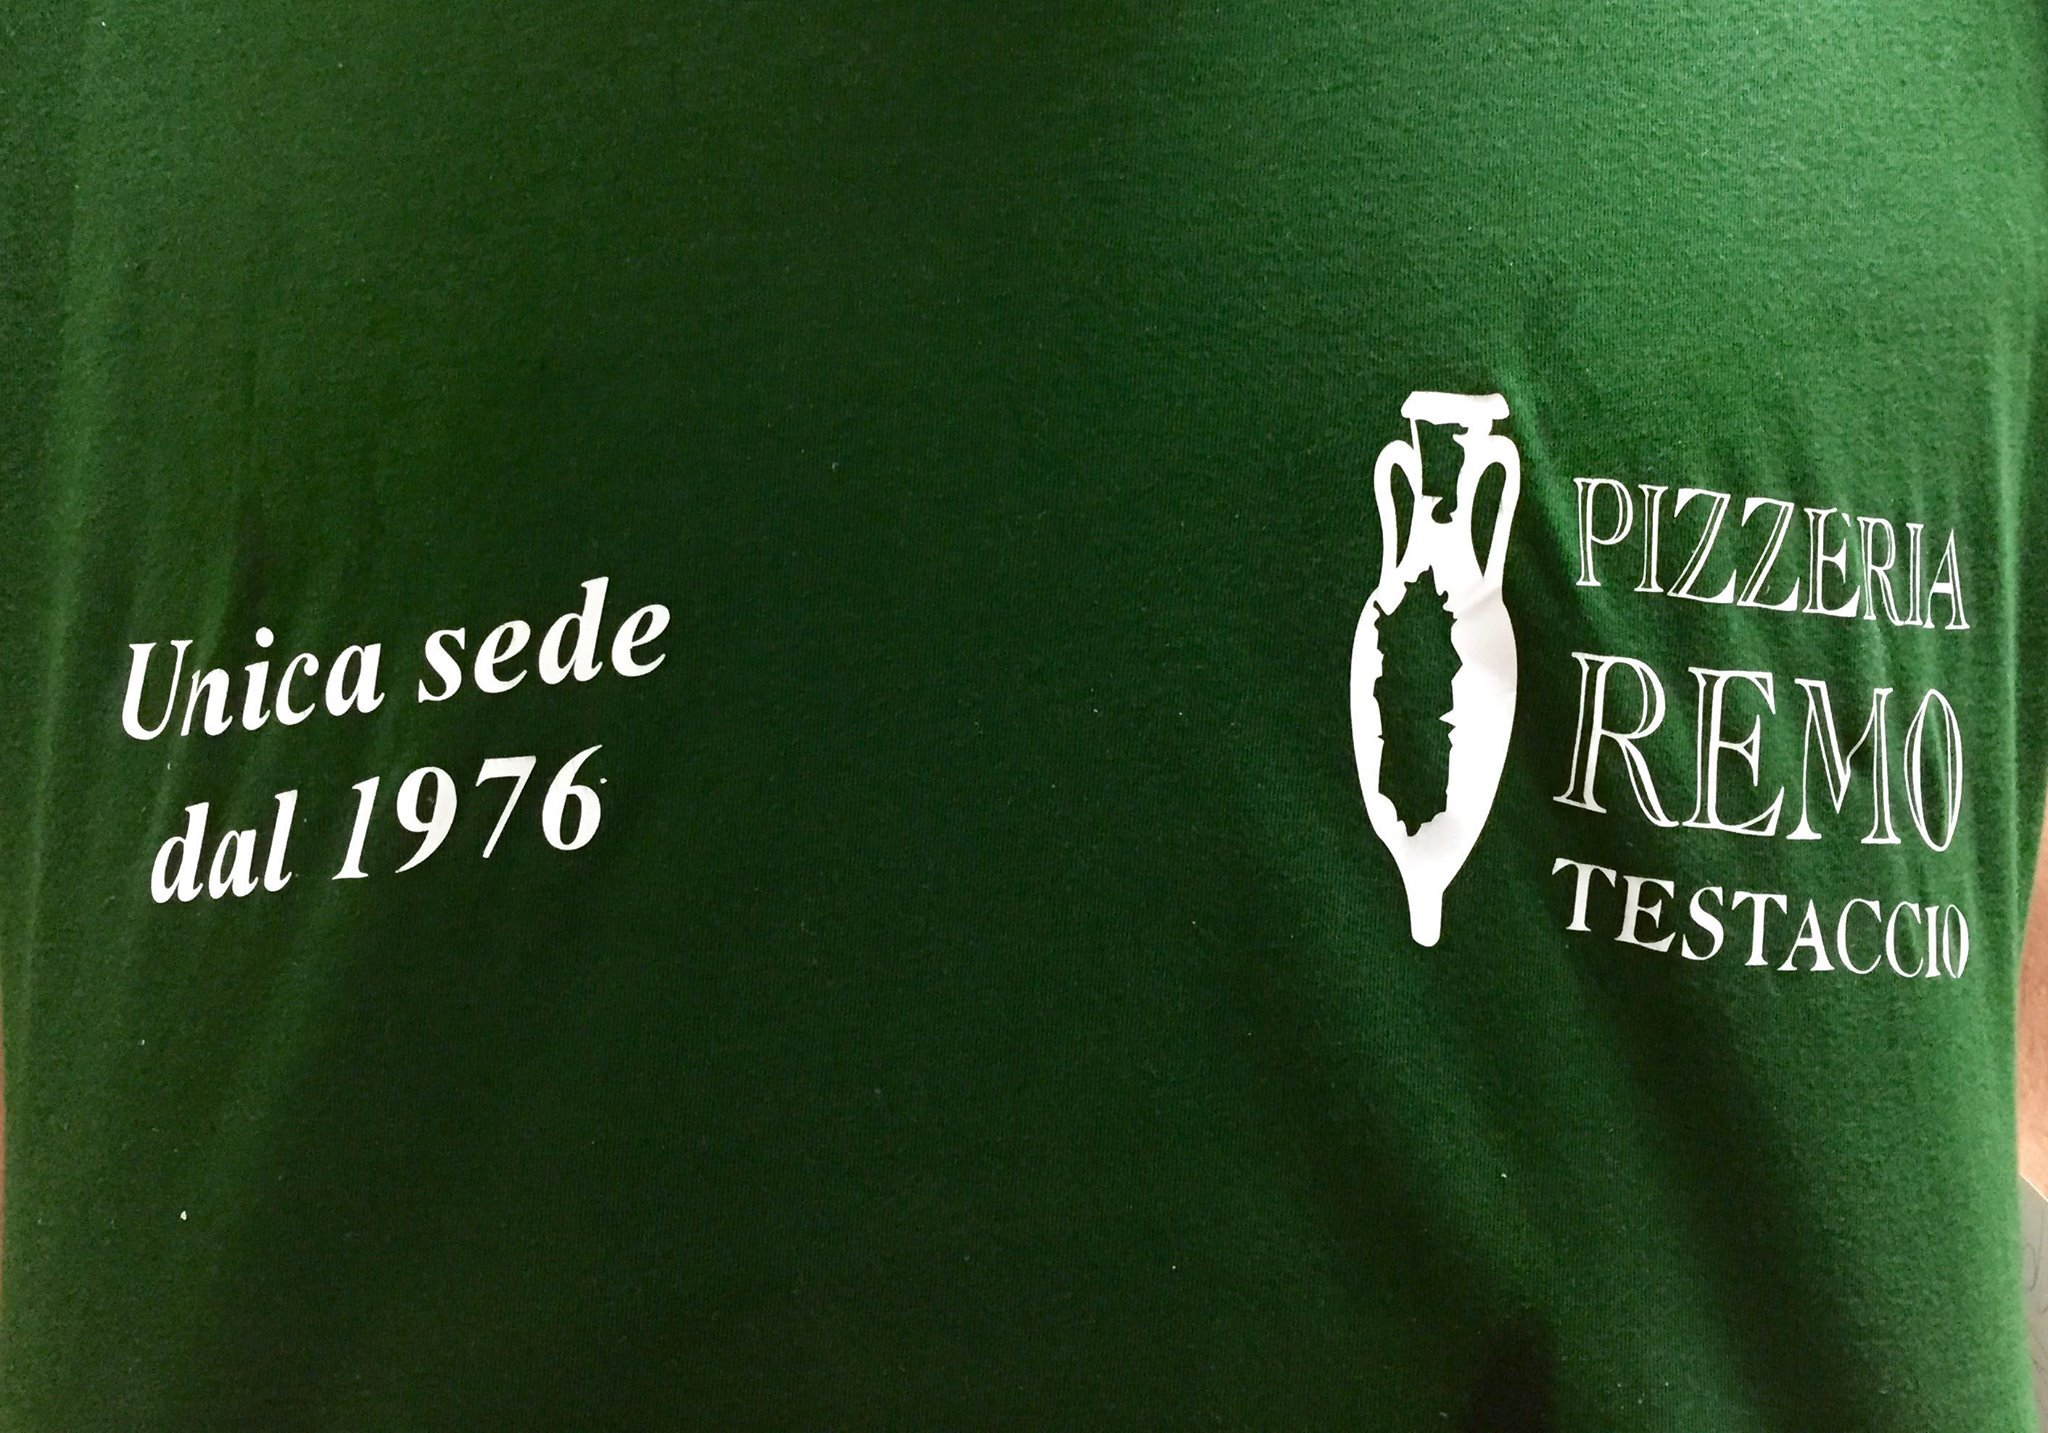 Unica sede
dal 1976
PIZZERIA
REMO
TESTACCIO